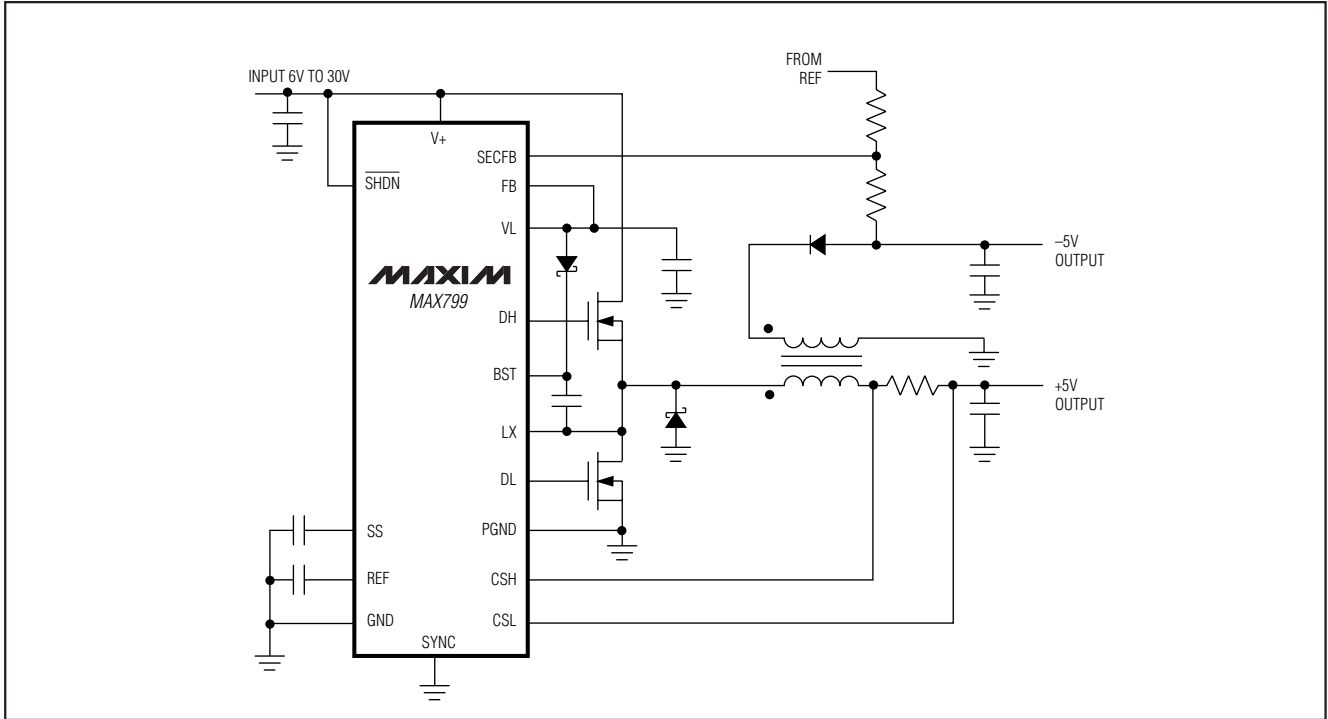 INPUT 6V TO 30V
FROM
REF
V+
SECFB
SHDN
FB
VL
–5V
OUTPUT
MAXIM
MAX799
DH
BST
+5V
OUTPUT
LX
DL
SS
PGND
REF
CSH
GND
CSL
SYNC